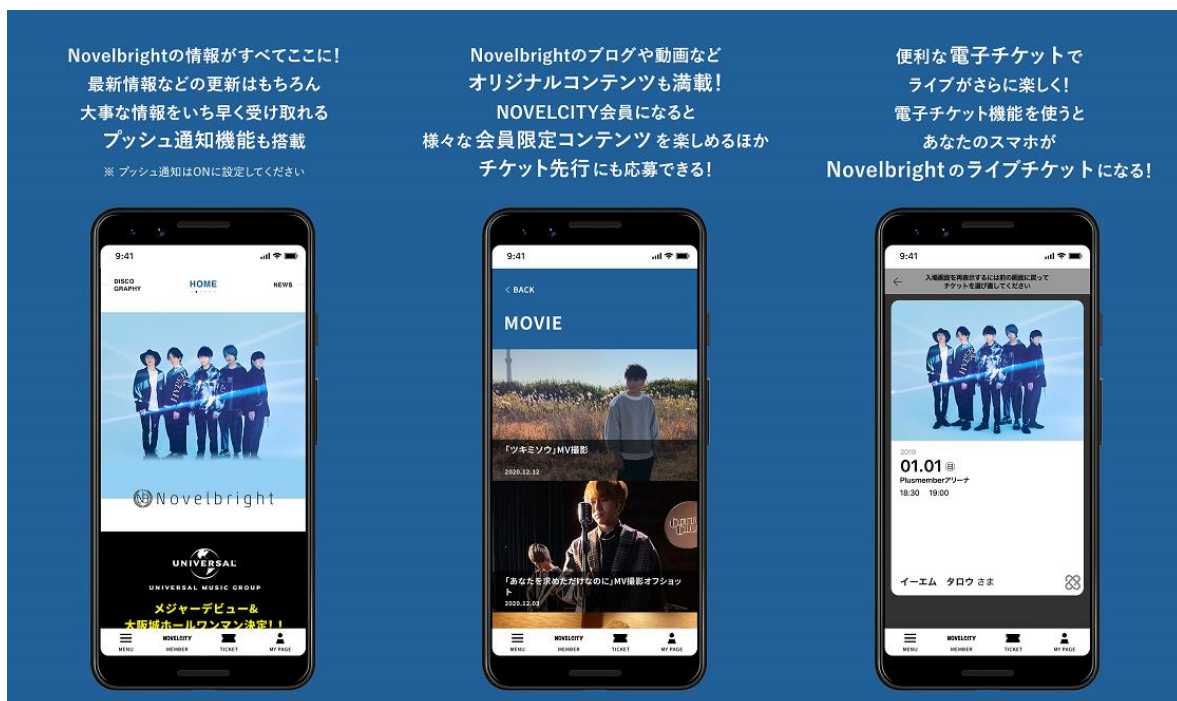 Novelbrightの情報がすべてここに!
最新情報などの更新はもちろん
大事な情報をいち早く受け取れる
プッシュ通知機能も搭載
※ プッシュ通知はONに設定してください
9:41
DISCO
GRAPHY
HOME
NEWS
Novelbright
UNIVERSAL
UNIVERSAL MUSIC GROUP
メジャーデビュー&
大阪城ホールワンマン決定!!
MENU
NOVELCITY
MEMBER
TICKET
MY PAGE
Novelbrightのブログや動画など
オリジナルコンテンツも満載!
NOVELCITY会員になると
様々な会員限定コンテンツを楽しめるほか
チケット先行にも応募できる!
9:41
< BACK
MOVIE
「ツキミソウ」MV撮影
2020.12.12
「あなたを求めただけなのに」MV撮影オフショッ
ト
2020.12.03
MENU
NOVELCITY
MEMBER
TICKET
MY PAGE
便利な電子チケットで
ライブがさらに楽しく!
電子チケット機能を使うと
あなたのスマホが
Novelbrightのライブチケットになる!
9:41
入場画面を再表示するには前の画面に戻って
チケットを選び直してください
2019
01.01 日
Plusmemberアリーナ
18:30 19:00
イーエム タロウ さま
MENU
NOVELCITY
MEMBER
TICKET
MY PAGE